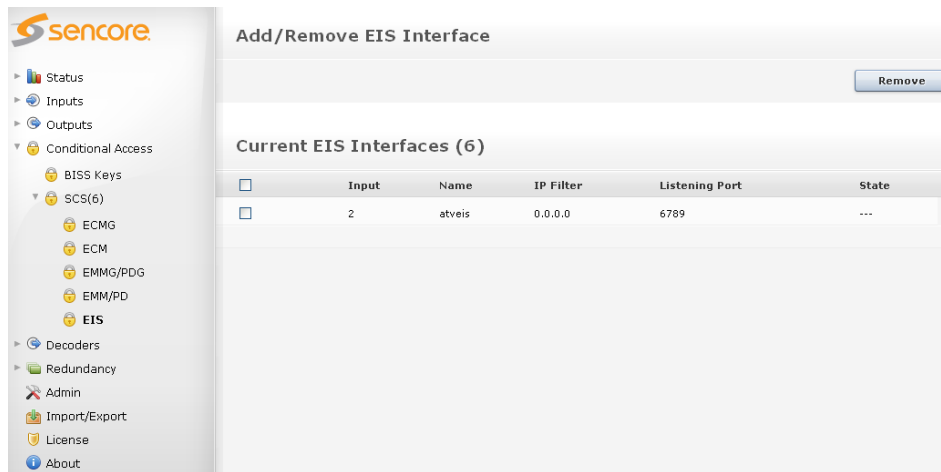 sencore
Status
Inputs
Outputs
Conditional Access
BISS Keys
SCS(6)
ECMG
ECM
EMMG/PDG
EMM/PD
EIS
Decoders
Redundancy
Admin
Import/Export
License
About
Add/Remove EIS Interface
Remove
Current EIS Interfaces (6)
Input Name IP Filter Listening Port State
2 atveis 0.0.0.0 6789 ---